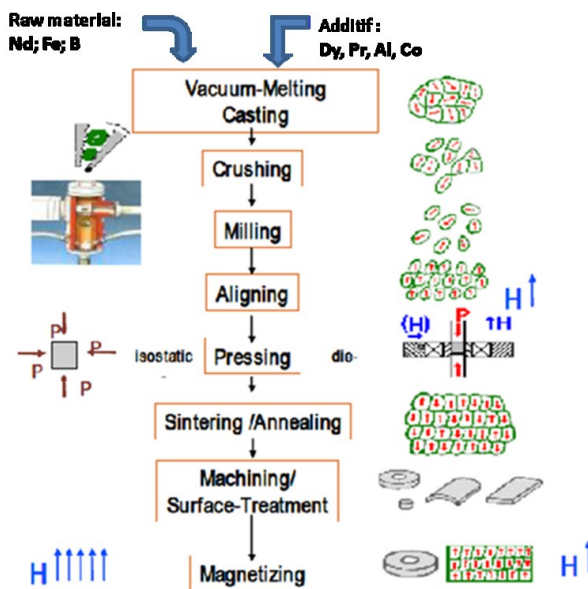 Raw material:
Nd; Fe; B
Additif :
Dy, Pr, Al, Co
Vacuum-Melting
Casting
Crushing
Milling
Aligning
H
P
(H)
H
P
P
P
P
isostatic
Pressing
dio-
P
Sintering /Annealing
Machining/
Surface-Treatment
H
Magnetizing
H